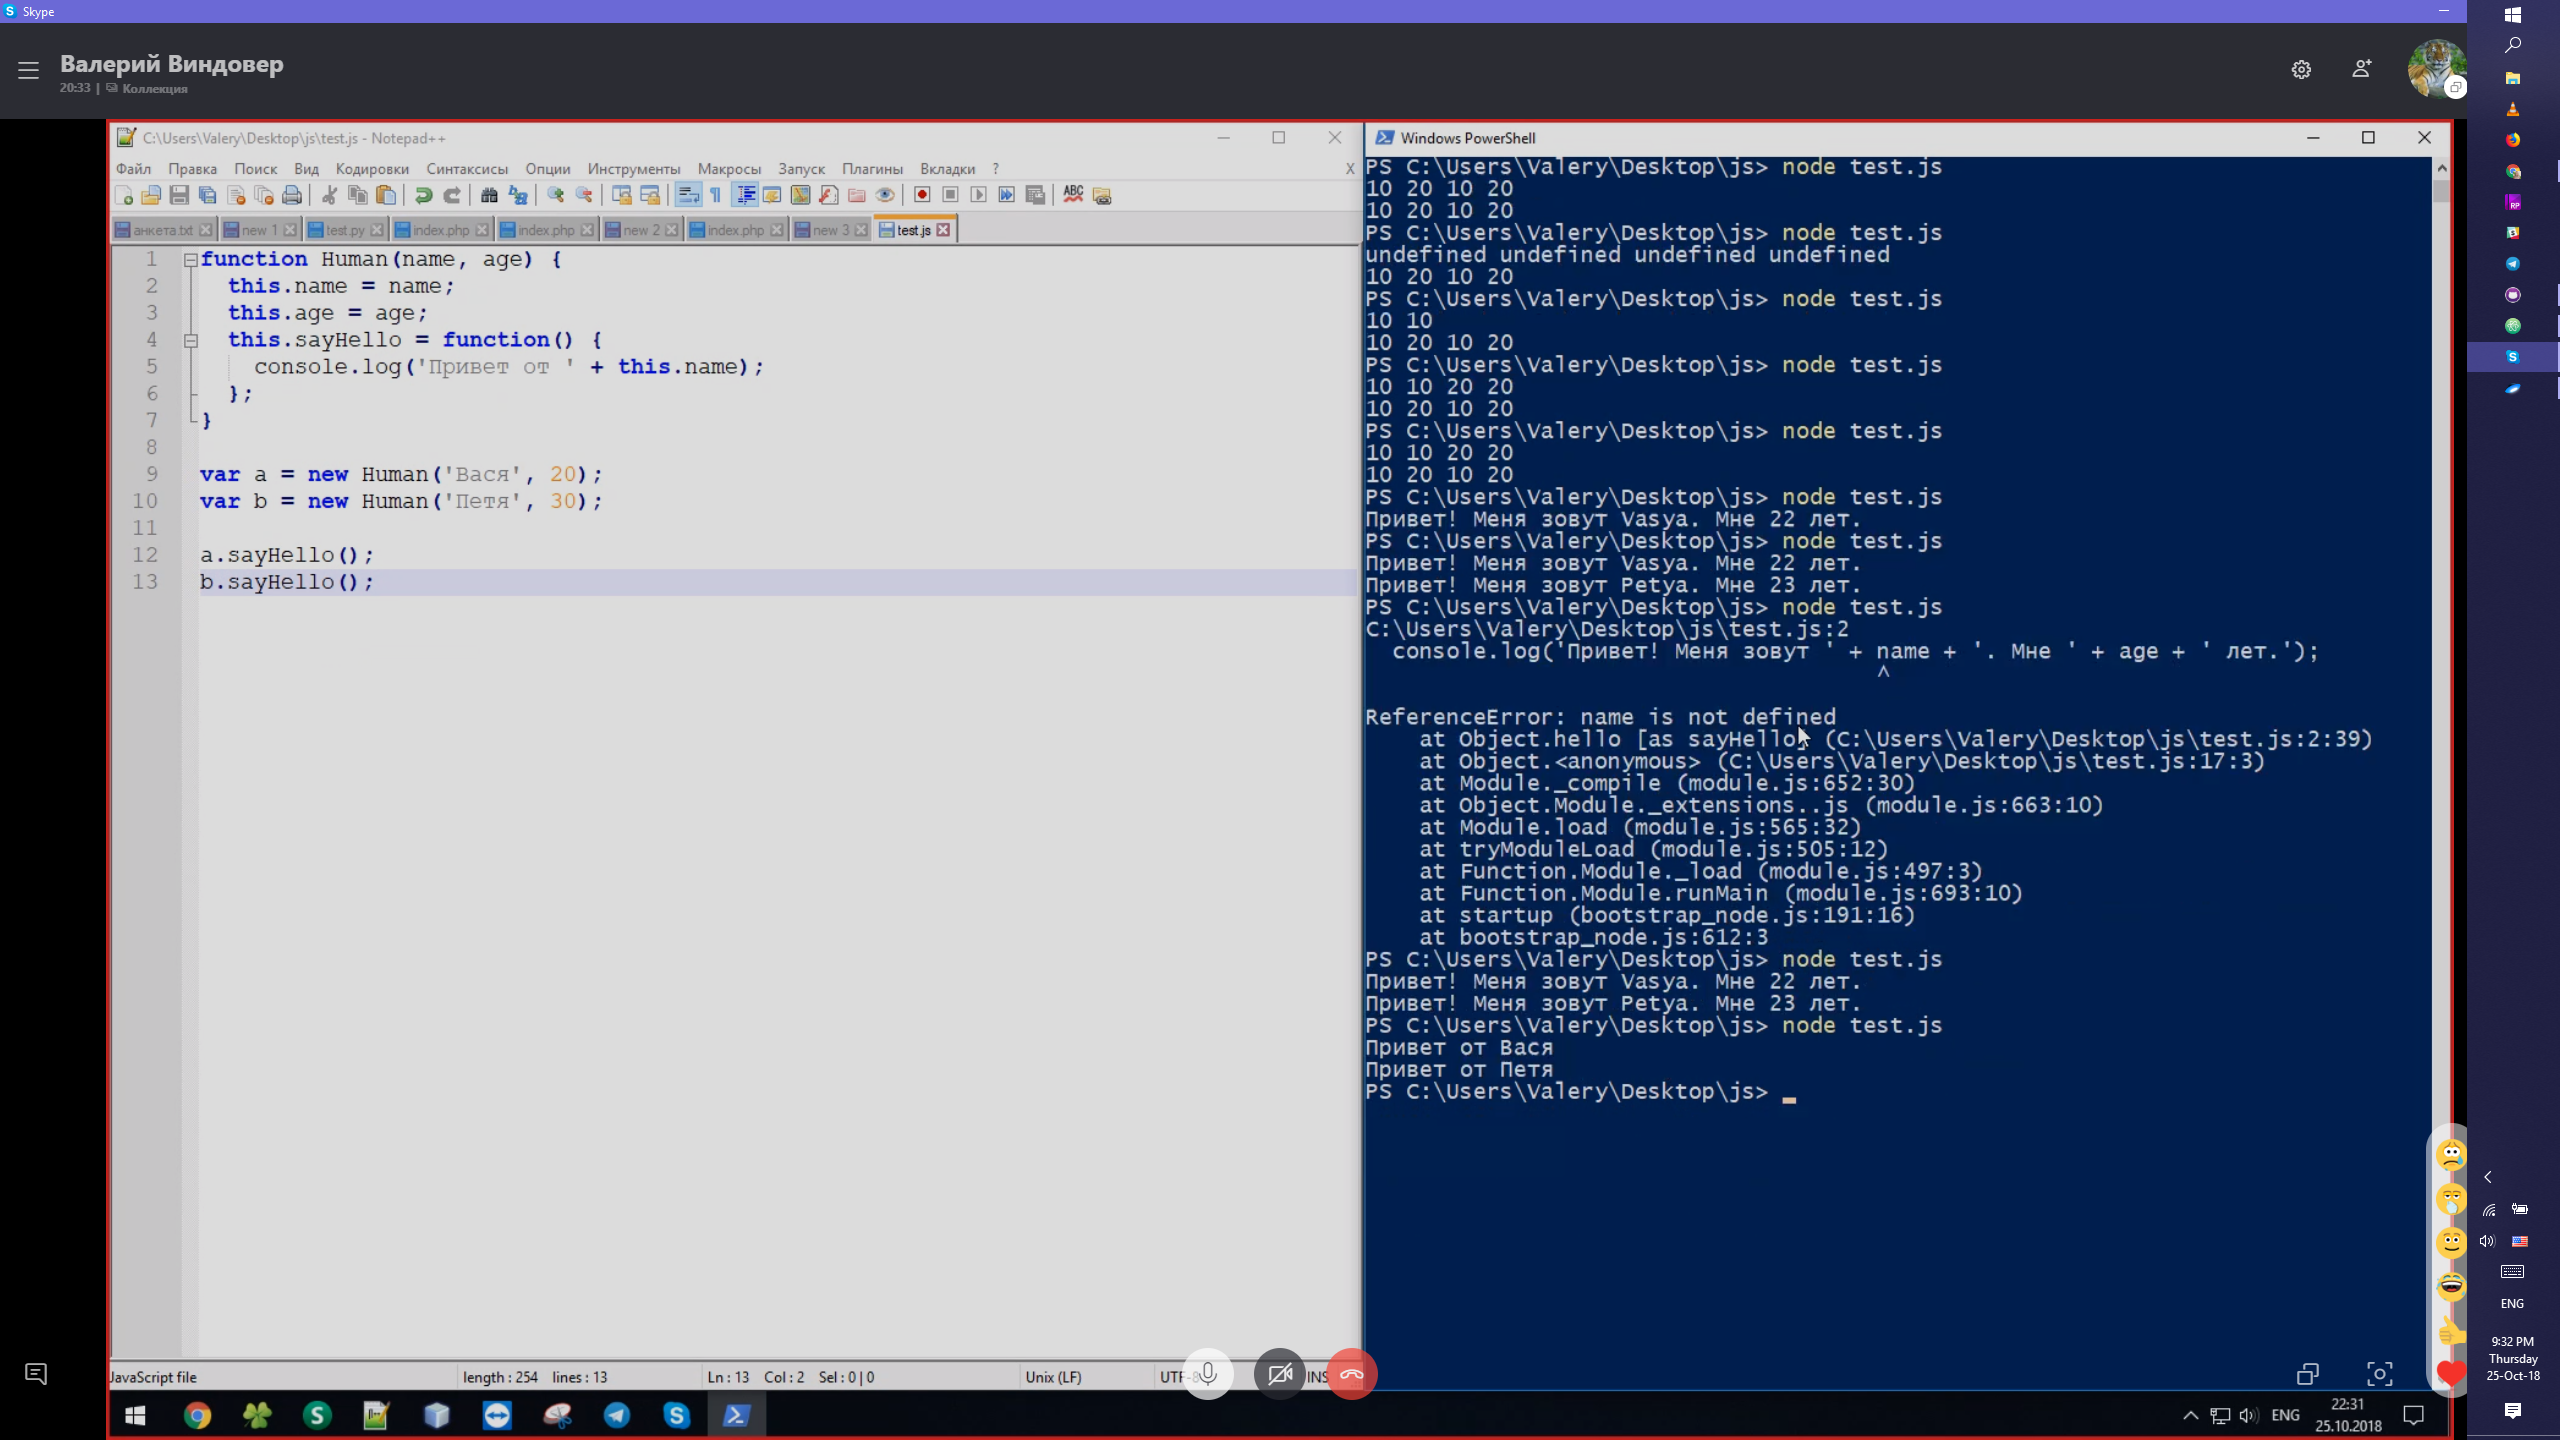 Skype
Валерий Виндовер
20:33 | Коллекция
C:\Users\Valery\Desktop\js\test.js - Notepad++
Файл Правка Поиск Вид Кодировки Синтаксисы Опции Инструменты Макросы Запуск Плагины Вкладки ? X
анкета.txt new 1 test.py index.php index.php new 2 index.php new 3 test.js
1 function Human(name, age) {
2 this.name = name;
3 this.age = age;
4 this.sayHello = function() {
5 console.log('Привет от ' + this.name);
6 };
7 }
8
9 var a = new Human('Вася', 20);
10 var b = new Human('Петя', 30);
11
12 a.sayHello();
13 b.sayHello();
JavaScript file length : 254 lines : 13 Ln : 13 Col : 2 Sel : 0 | 0 Unix (LF) UTF-8 INS
Windows PowerShell
PS C:\Users\Valery\Desktop\js> node test.js
10 20 10 20
10 20 10 20
PS C:\Users\Valery\Desktop\js> node test.js
undefined undefined undefined undefined
10 20 10 20
PS C:\Users\Valery\Desktop\js> node test.js
10 10
10 20 10 20
PS C:\Users\Valery\Desktop\js> node test.js
10 10 20 20
10 20 10 20
PS C:\Users\Valery\Desktop\js> node test.js
10 10 20 20
10 20 10 20
PS C:\Users\Valery\Desktop\js> node test.js
Привет! Меня зовут Vasya. Мне 22 лет.
PS C:\Users\Valery\Desktop\js> node test.js
Привет! Меня зовут Vasya. Мне 22 лет.
Привет! Меня зовут Petya. Мне 23 лет.
PS C:\Users\Valery\Desktop\js> node test.js
C:\Users\Valery\Desktop\js\test.js:2
console.log('Привет! Меня зовут ' + name + '. Мне ' + age + ' лет.');
^
ReferenceError: name is not defined
at Object.hello [as sayHello] (C:\Users\Valery\Desktop\js\test.js:2:39)
at Object.<anonymous> (C:\Users\Valery\Desktop\js\test.js:17:3)
at Module._compile (module.js:652:30)
at Object.Module._extensions..js (module.js:663:10)
at Module.load (module.js:565:32)
at tryModuleLoad (module.js:505:12)
at Function.Module._load (module.js:497:3)
at Function.Module.runMain (module.js:693:10)
at startup (bootstrap_node.js:191:16)
at bootstrap_node.js:612:3
PS C:\Users\Valery\Desktop\js> node test.js
Привет! Меня зовут Vasya. Мне 22 лет.
Привет! Меня зовут Petya. Мне 23 лет.
PS C:\Users\Valery\Desktop\js> node test.js
Привет от Вася
Привет от Петя
PS C:\Users\Valery\Desktop\js>
ENG
22:31
25.10.2018
ENG
9:32 PM
Thursday
25-Oct-18